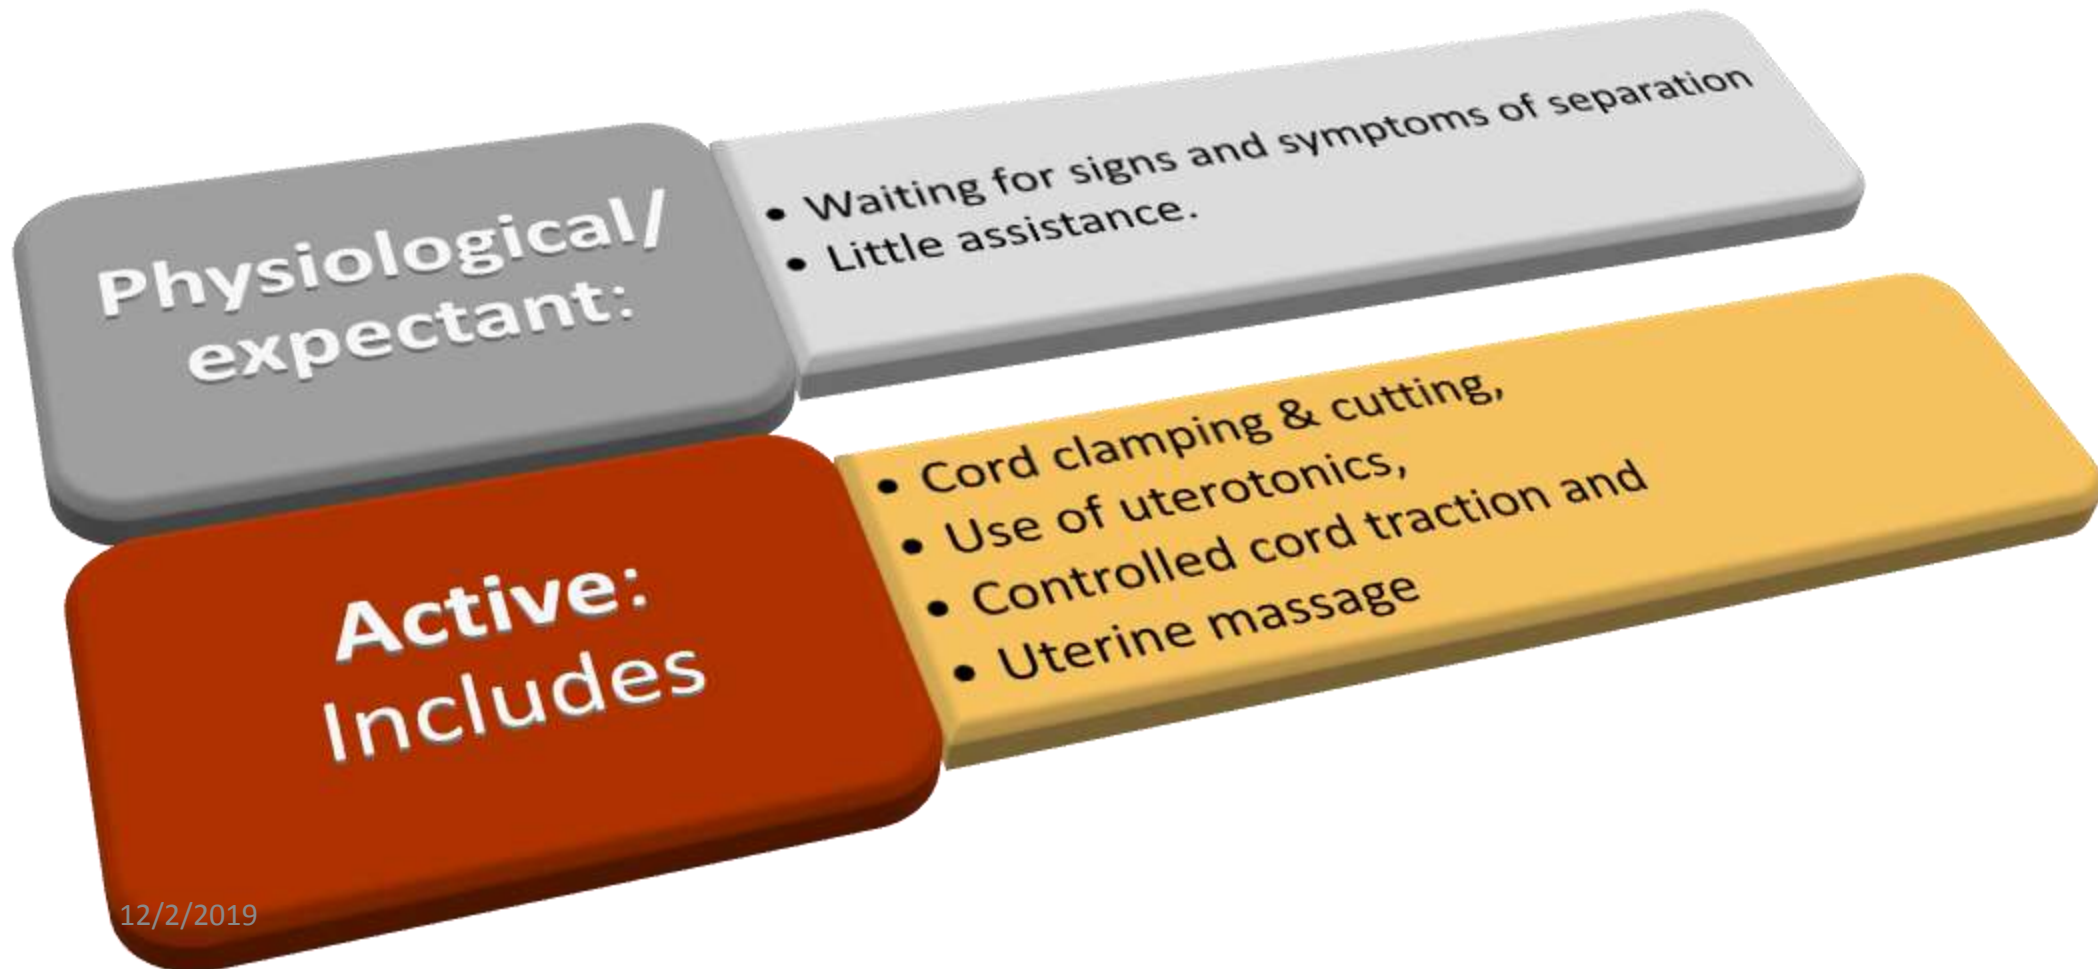 Physiological/
expectant:
• Waiting for signs and symptoms of separation
• Little assistance.
Active:
Includes
• Cord clamping & cutting,
• Use of uterotonics,
• Controlled cord traction and
• Uterine massage
12/2/2019